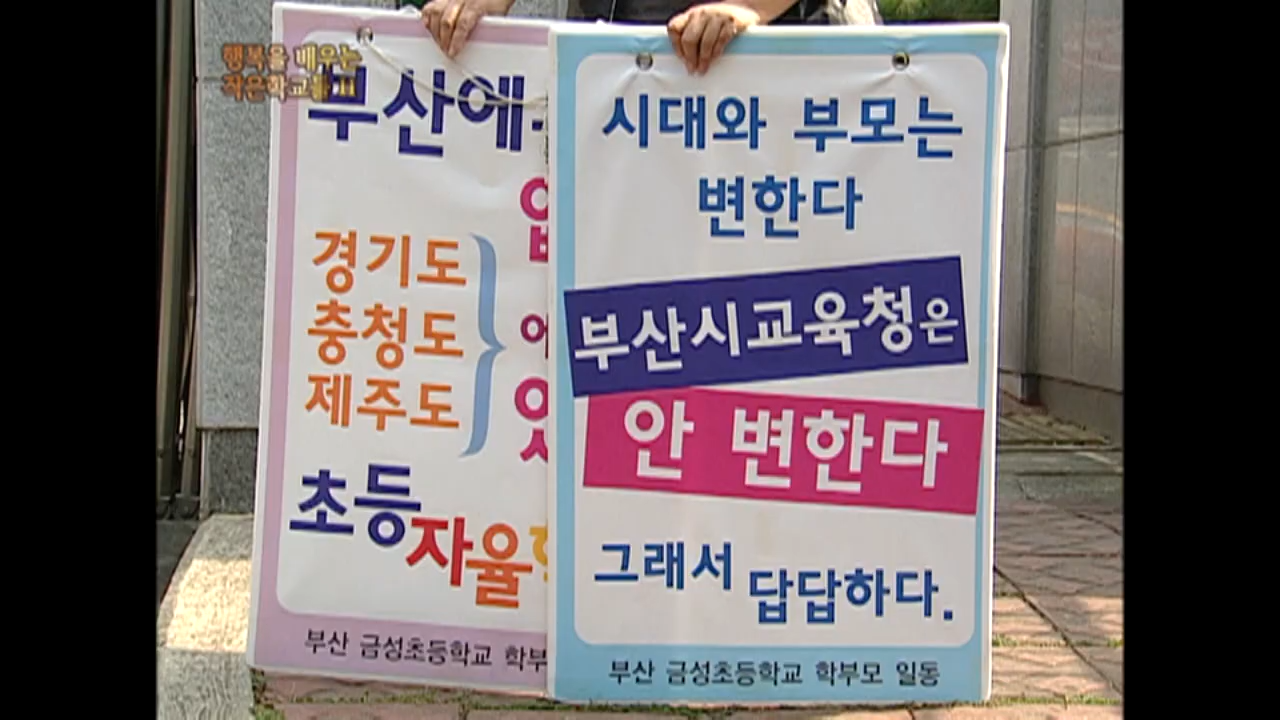 행복을 배우는
작은학교들 II
부산에
경기도
충청도
제주도
초등
자율
부산 금성초등학교 학부
시대와 부모는
변한다
부산시교육청은
안 변한다
그래서 답답하다.
부산 금성초등학교 학부모 일동